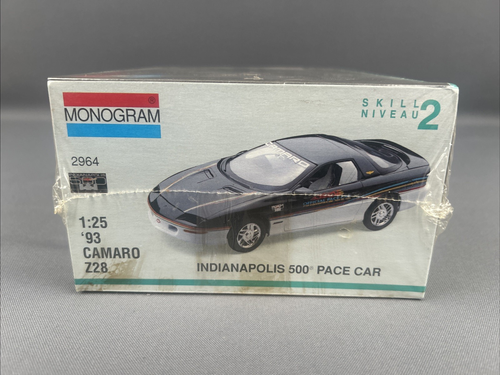 MONOGRAM®
SKILL
NIVEAU 2
2964
1:25
'93
CAMARO
Z28
INDIANAPOLIS 500® PACE CAR